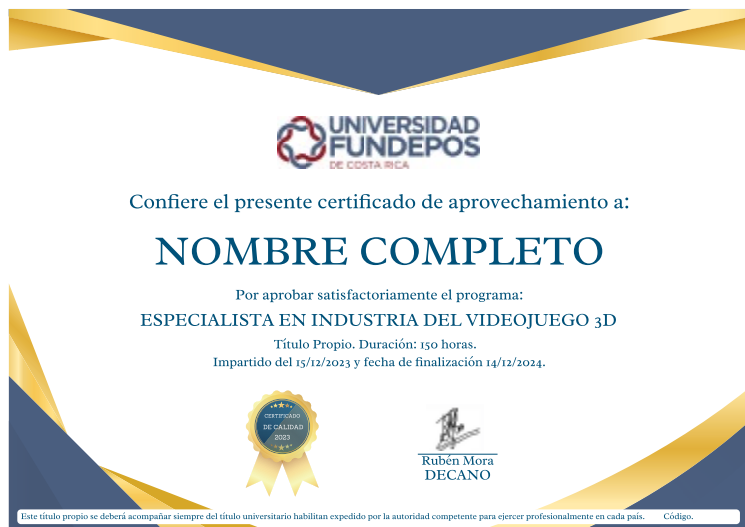 UNIVERSIDAD
FUNDEPOS
DE COSTA RICA
Confiere el presente certificado de aprovechamiento a:
NOMBRE COMPLETO
Por aprobar satisfactoriamente el programa:
ESPECIALISTA EN INDUSTRIA DEL VIDEOJUEGO 3D
Título Propio. Duración: 150 horas.
Impartido del 15/12/2023 y fecha de finalización 14/12/2024.
CERTIFICADO
DE CALIDAD
2023
Rubén Mora
DECANO
Este título propio se deberá acompañar siempre del título universitario habilitan expedido por la autoridad competente para ejercer profesionalmente en cada país. Código.